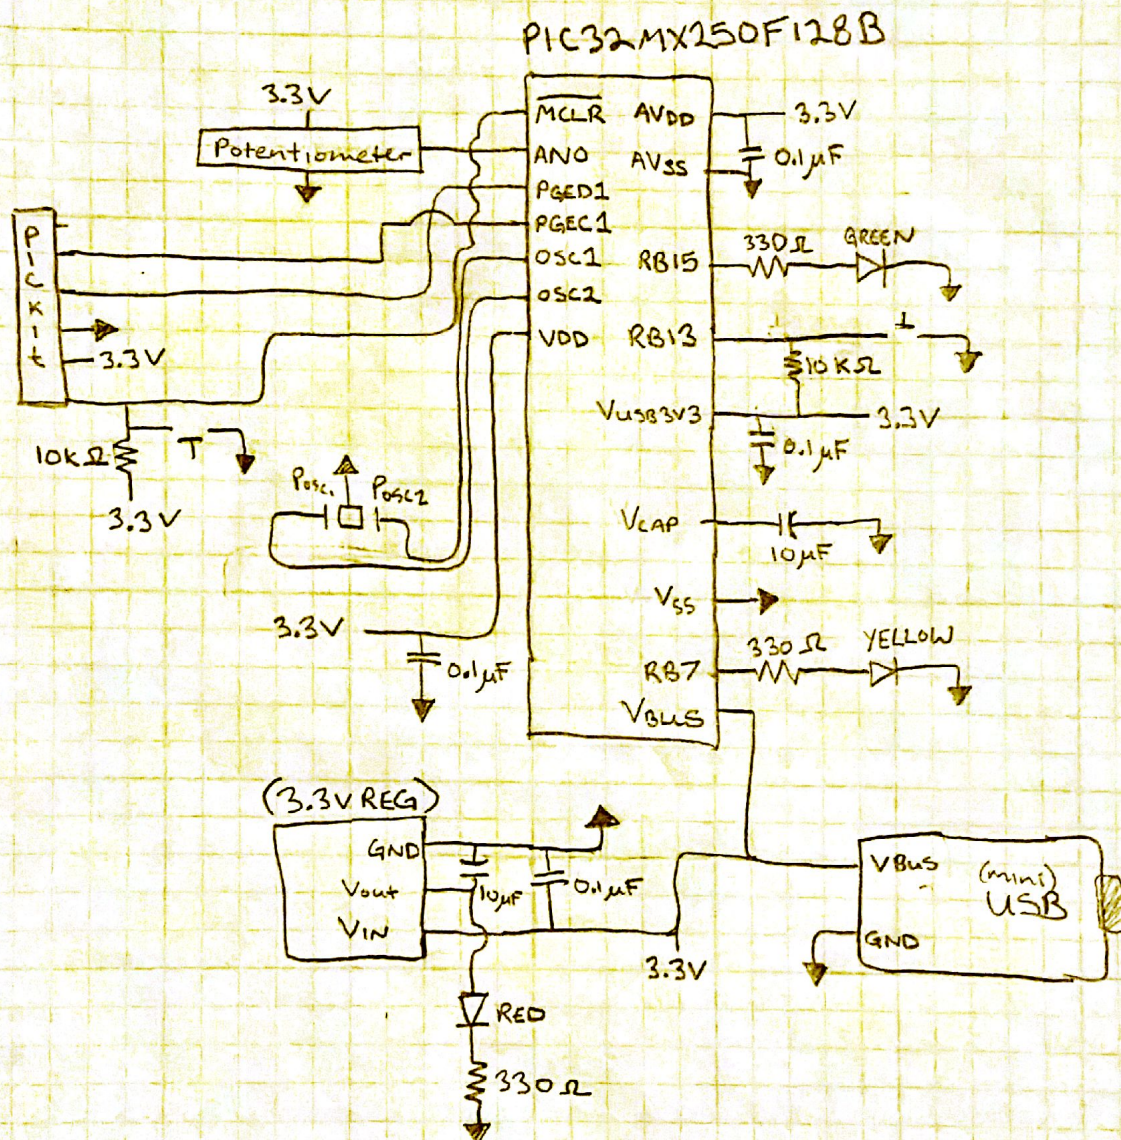 PIC32MX250F128B
3.3V
Potentiometer
MCLR
AN0
PGED1
PGEC1
OSC1
OSC2
VDD
AVDD
3.3V
0.1µF
AVSS
RB15
330Ω
GREEN
RB13
10KΩ
VUSB3V3
3.3V
0.1µF
VCAP
10µF
VSS
RB7
330Ω
YELLOW
VBUS
PICkit
3.3V
10KΩ
3.3V
Posc1
Posc2
3.3V
0.1µF
(3.3V REG)
GND
Vout
VIN
10µF
0.1µF
3.3V
RED
330Ω
VBUS
(mini)
USB
GND